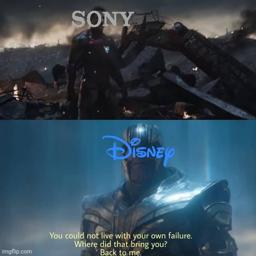 SONY
Disney
You could not live with your own failure.
Where did that bring you?
Back to me
imgflip.com